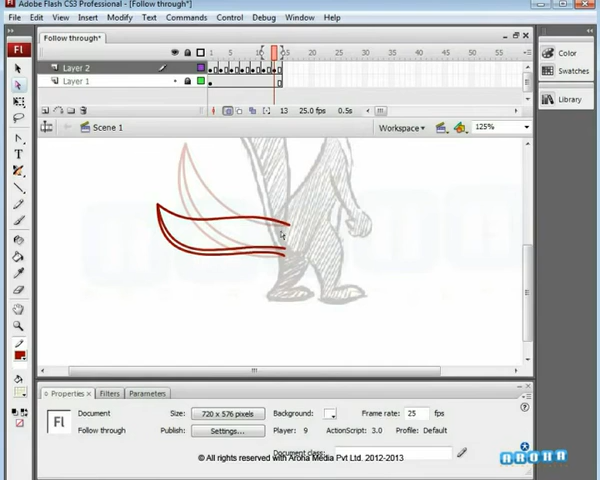 Adobe Flash CS3 Professional - [Follow through*]
File Edit View Insert Modify Text Commands Control Debug Window Help
Follow through*
1 5 10 15 20 25 30 35 40 45 50 55
Layer 2
Layer 1
13 25.0 fps 0.5s
Scene 1 Workspace 125%
Color
Swatches
Library
Properties Filters Parameters
Document Size: 720 x 576 pixels Background: Frame rate: 25 fps
Follow through Publish: Settings... Player: 9 ActionScript: 3.0 Profile: Default
Document class:
© All rights reserved with Aroha Media Pvt Ltd. 2012-2013
Fl
Fl
T
AROHA